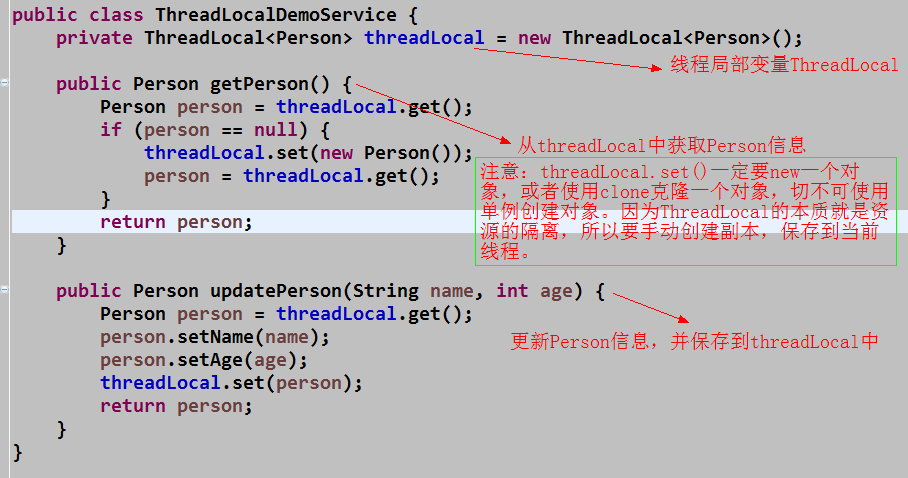 public class ThreadLocalDemoService {
private ThreadLocal<Person> threadLocal = new ThreadLocal<Person>();
线程局部变量ThreadLocal
public Person getPerson() {
Person person = threadLocal.get();
if (person == null) {
从threadLocal中获取Person信息
threadLocal.set(new Person());
person = threadLocal.get();
}
return person;
}
注意：threadLocal.set()一定要new一个对
象，或者使用clone克隆一个对象，切不可使用
单例创建对象。因为ThreadLocal的本质就是资
源的隔离，所以要手动创建副本，保存到当前
线程。
public Person updatePerson(String name, int age) {
Person person = threadLocal.get();
person.setName(name);
更新Person信息，并保存到threadLocal中
person.setAge(age);
threadLocal.set(person);
return person;
}
}